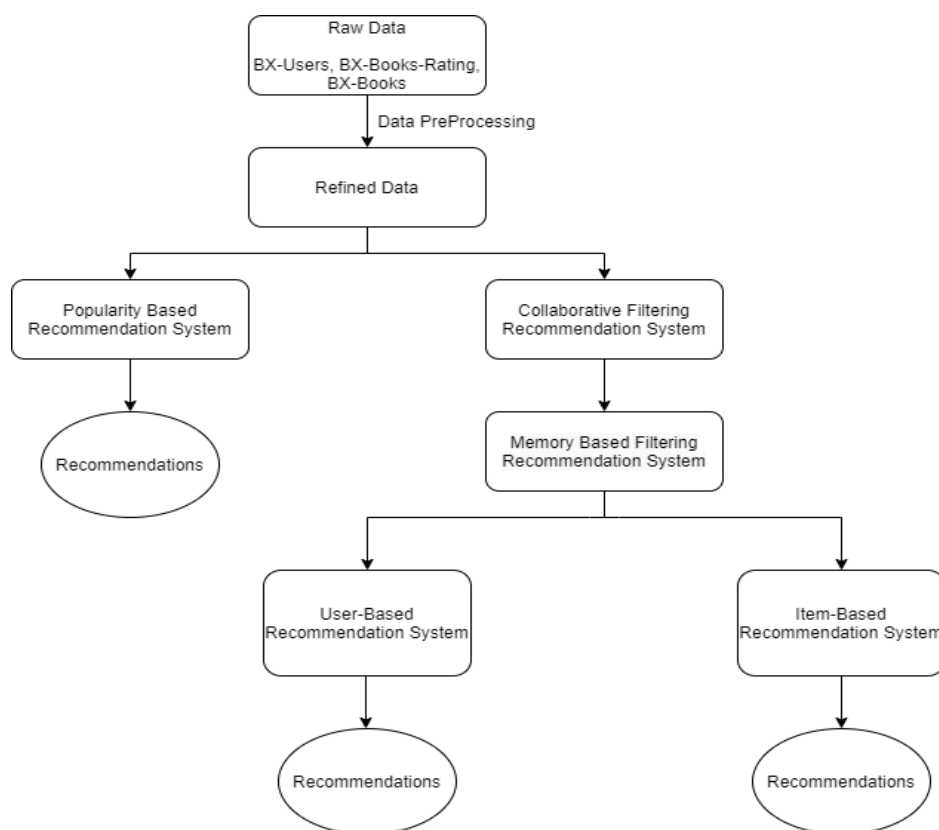 Raw Data
BX-Users, BX-Books-Rating,
BX-Books
Data PreProcessing
Refined Data
Popularity Based
Recommendation System
Collaborative Filtering
Recommendation System
Recommendations
Memory Based Filtering
Recommendation System
User-Based
Recommendation System
Item-Based
Recommendation System
Recommendations
Recommendations